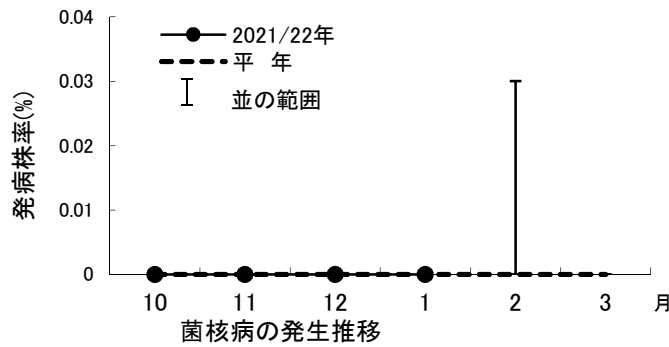 発病株率(%)
0.04
0.03
0.02
0.01
0
2021/22年
平 年
並の範囲
10 11 12 1 2 3 月
菌核病の発生推移